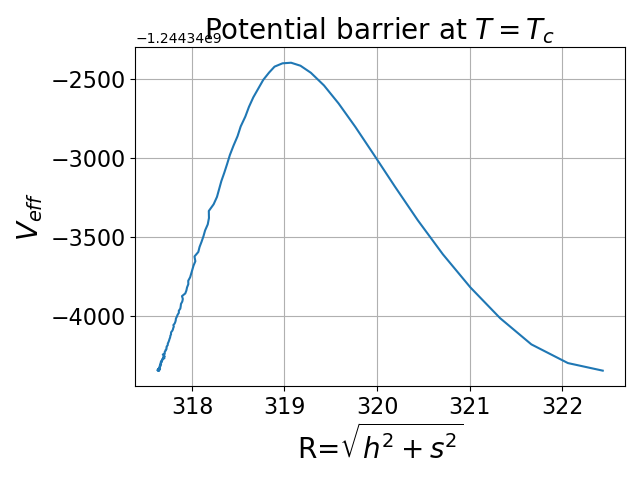 Potential barrier at T = T_c
−1.24434e9
−2500
−3000
−3500
−4000
V_eff
318 319 320 321 322
R=√h² + s²